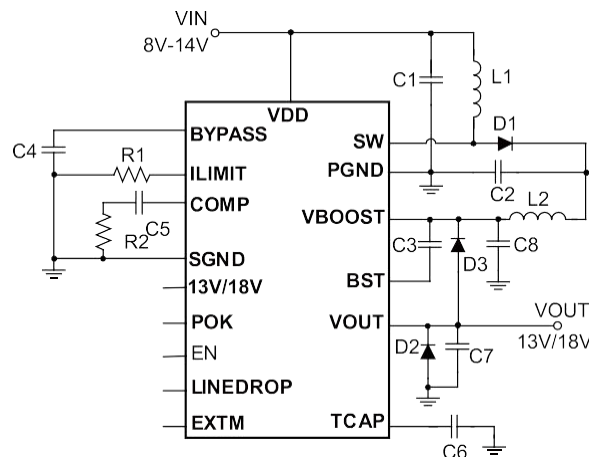 VIN
8V-14V
VDD
C1
L1
BYPASS
SW
D1
C4
R1
ILIMIT
PGND
C2
COMP
C5
R2
VBOOST
L2
C3
D3
C8
SGND
13V/18V
BST
POK
VOUT
VOUT
13V/18V
D2
C7
EN
LINEDROP
EXTM
TCAP
C6